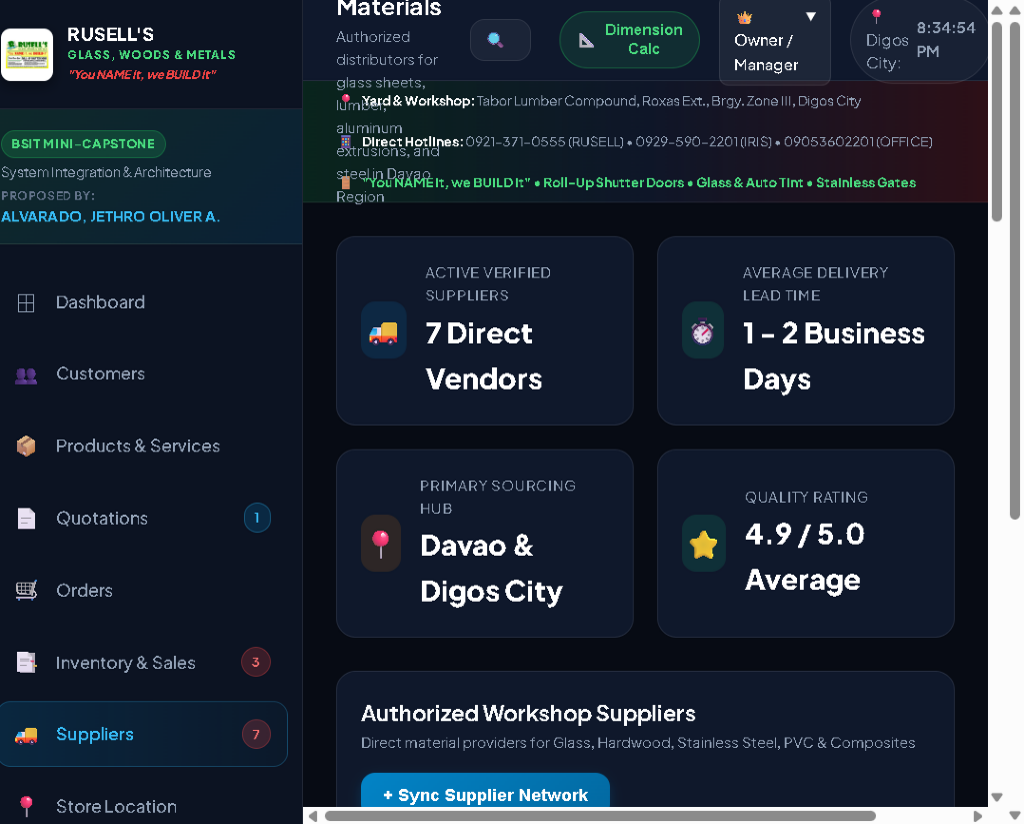 RUSELL'S
GLASS, WOODS & METALS
"You NAME it, we BUILD it"
BSIT MINI-CAPSTONE
System Integration & Architecture
PROPOSED BY:
ALVARADO, JETHRO OLIVER A.
Dashboard
Customers
Products & Services
Quotations
1
Orders
Inventory & Sales
3
Suppliers
7
Store Location
Materials
Authorized
distributors for
glass sheets,
lumber,
aluminum
extrusions, and
steel in Davao
Region
Dimension
Calc
Owner /
Manager
▼
Digos
City:
8:34:54
PM
Yard & Workshop: Tabor Lumber Compound, Roxas Ext., Brgy. Zone III, Digos City
Direct Hotlines: 0921-371-0555 (RUSELL) • 0929-590-2201 (IRIS) • 09053602201 (OFFICE)
"You NAME it, we BUILD it" • Roll-Up Shutter Doors • Glass & Auto Tint • Stainless Gates
ACTIVE VERIFIED
SUPPLIERS
7 Direct
Vendors
AVERAGE DELIVERY
LEAD TIME
1 - 2 Business
Days
PRIMARY SOURCING
HUB
Davao &
Digos City
QUALITY RATING
4.9 / 5.0
Average
Authorized Workshop Suppliers
Direct material providers for Glass, Hardwood, Stainless Steel, PVC & Composites
+ Sync Supplier Network